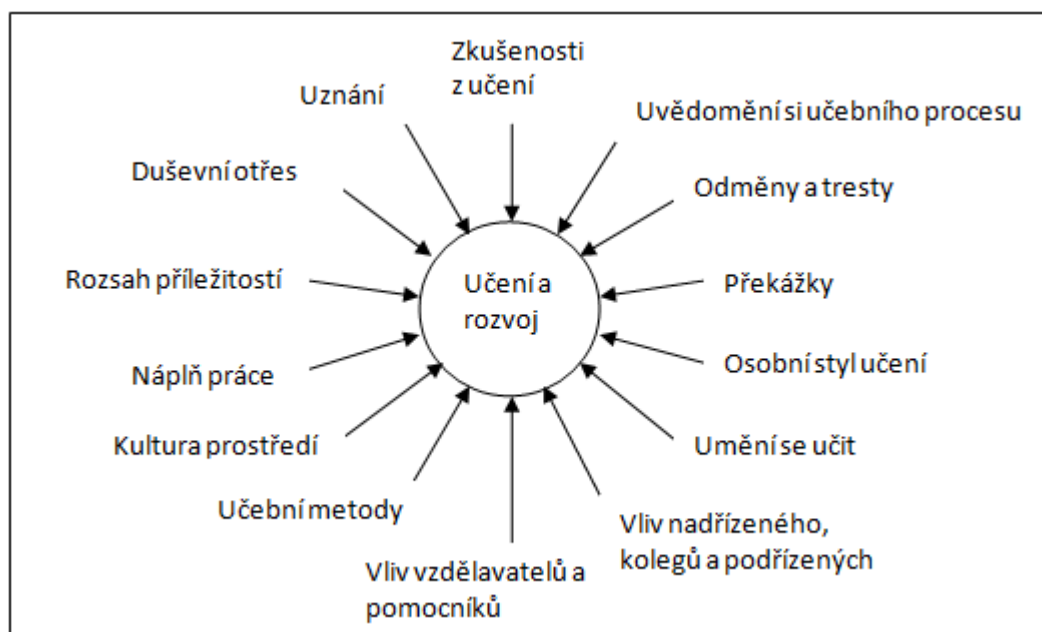 Zkušenosti
z učení
Uznání
Uvědomění si učebního procesu
Duševní otřes
Odměny a tresty
Rozsah příležitostí
Učení a
rozvoj
Překážky
Náplň práce
Osobní styl učení
Kultura prostředí
Umění se učit
Učební metody
Vliv nadřízeného,
kolegů a podřízených
Vliv vzdělavatelů a
pomocníků